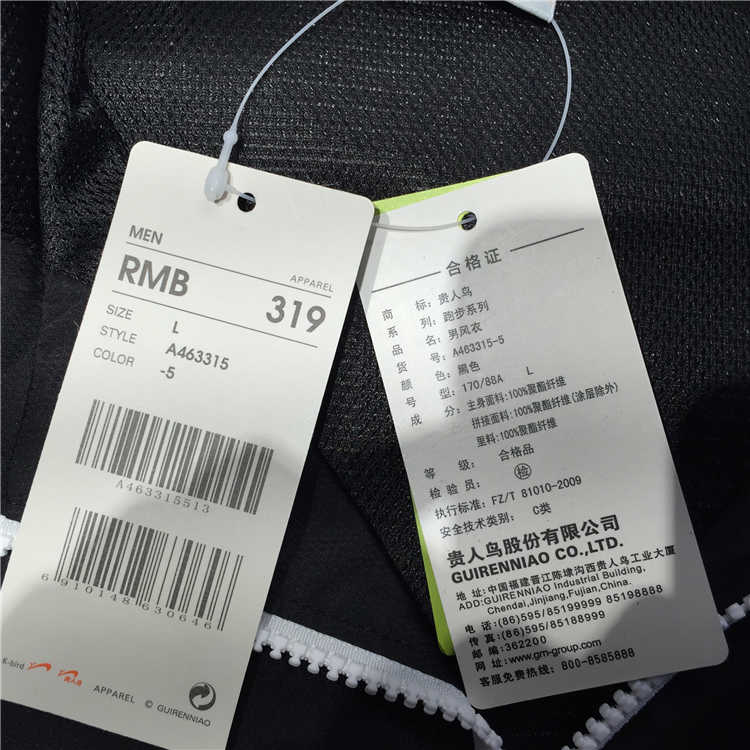 MEN
RMB
APPAREL
319
SIZE L
STYLE A463315
COLOR -5
A463315513
6 910148 630646
K-bird 贵人鸟
APPAREL © GUIRENNIAO
合格证
商 标: 贵人鸟
系 列: 跑步系列
品 名: 男风衣
货 号: A463315-5
颜 色: 黑色
号 型: 170/88A L
成 分: 主身面料:100%聚酯纤维
拼接面料:100%聚酯纤维(涂层除外)
里料:100%聚酯纤维
等 级: 合格品
检 验 员: 检
执行标准: FZ/T 81010-2009
安全技术类别: C类
贵人鸟股份有限公司
GUIRENNIAO CO.,LTD.
地 址: 中国福建晋江陈埭沟西贵人鸟工业大厦
ADD:GUIRENNIAO Industrial Building,
Chendai,Jinjiang,Fujian,China.
电 话:(86)595/85199999 85198888
传 真:(86)595/85188999
邮 编: 362200
网 址: www.grn-group.com
客服免费热线: 800-8585888